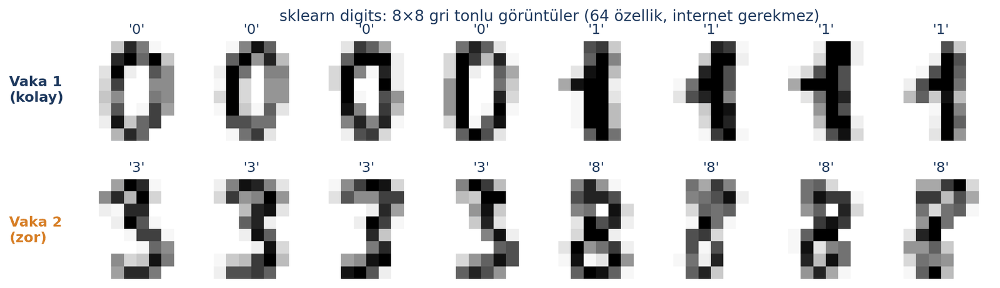 sklearn digits: 8×8 gri tonlu görüntüler (64 özellik, internet gerekmez)
'0' '0' '0' '0' '1' '1' '1' '1'
Vaka 1
(kolay)
'3' '3' '3' '3' '8' '8' '8' '8'
Vaka 2
(zor)